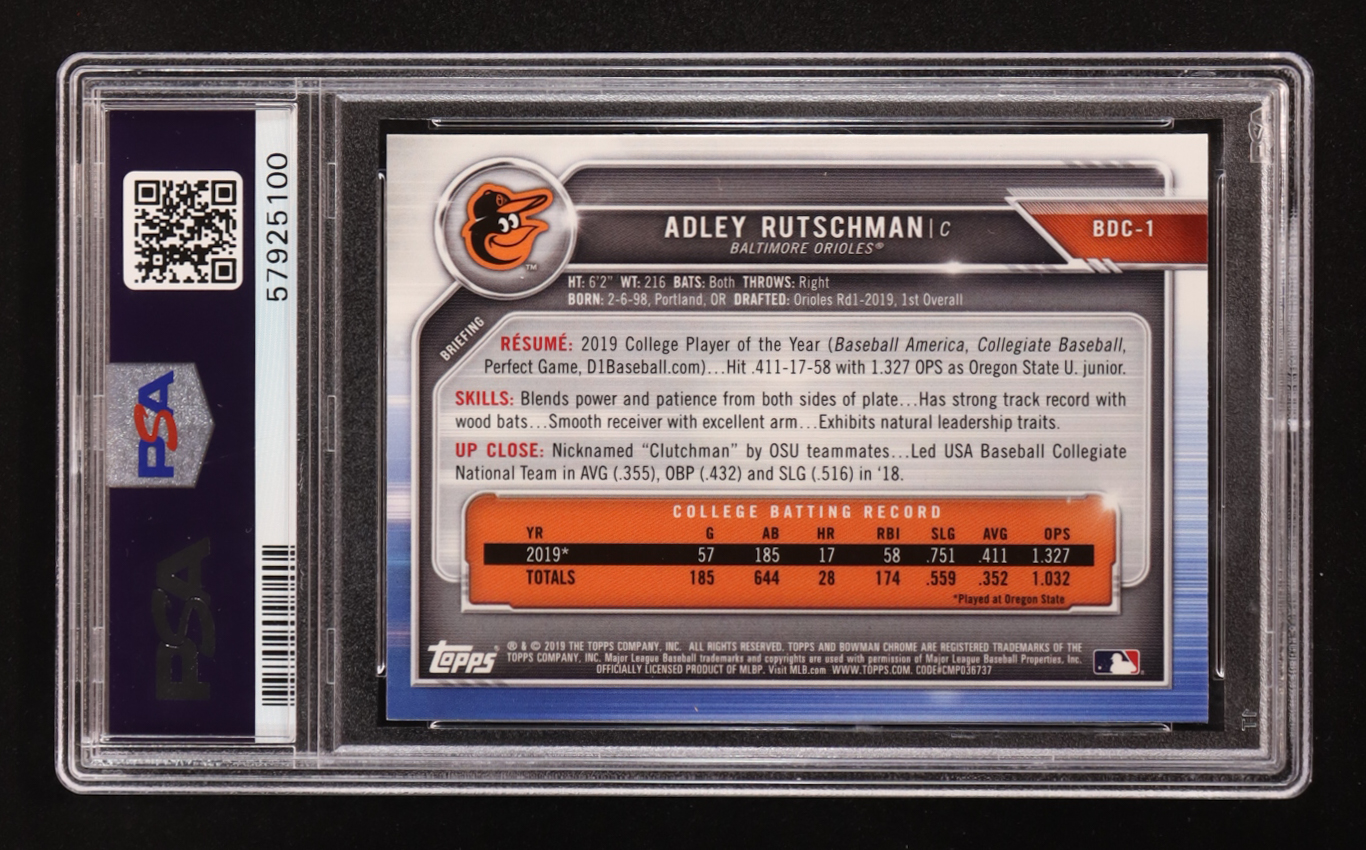 57925100
PSA
PSA
ADLEY RUTSCHMAN | C
BALTIMORE ORIOLES®
BDC-1
HT: 6'2" WT: 216 BATS: Both THROWS: Right
BORN: 2-6-98, Portland, OR DRAFTED: Orioles Rd1-2019, 1st Overall
BRIEFING
RÉSUMÉ: 2019 College Player of the Year (Baseball America, Collegiate Baseball,
Perfect Game, D1Baseball.com)...Hit .411-17-58 with 1.327 OPS as Oregon State U. junior.
SKILLS: Blends power and patience from both sides of plate...Has strong track record with
wood bats...Smooth receiver with excellent arm...Exhibits natural leadership traits.
UP CLOSE: Nicknamed “Clutchman” by OSU teammates...Led USA Baseball Collegiate
National Team in AVG (.355), OBP (.432) and SLG (.516) in ‘18.
COLLEGE BATTING RECORD
YR G AB HR RBI SLG AVG OPS
2019* 57 185 17 58 .751 .411 1.327
TOTALS 185 644 28 174 .559 .352 1.032
*Played at Oregon State
TOPPS® ® & © 2019 THE TOPPS COMPANY, INC. ALL RIGHTS RESERVED. TOPPS AND BOWMAN CHROME ARE REGISTERED TRADEMARKS OF THE
TOPPS COMPANY, INC. Major League Baseball trademarks and copyrights are used with permission of Major League Baseball Properties, Inc.
OFFICIALLY LICENSED PRODUCT OF MLBP. Visit MLB.com WWW.TOPPS.COM. CODE#CMP036737
TM
PSA